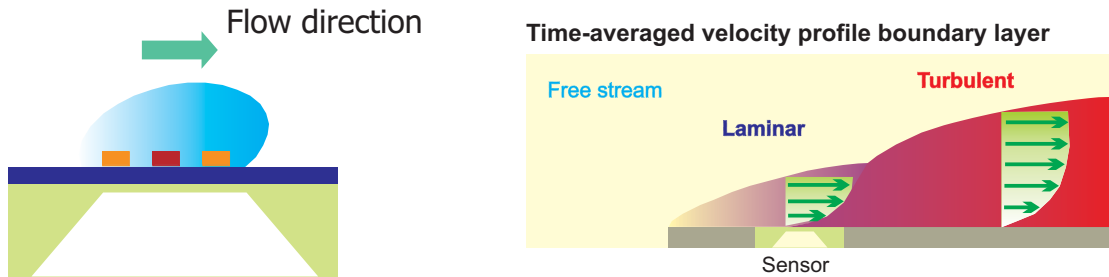 Flow direction
Time-averaged velocity profile boundary layer
Free stream
Turbulent
Laminar
Sensor